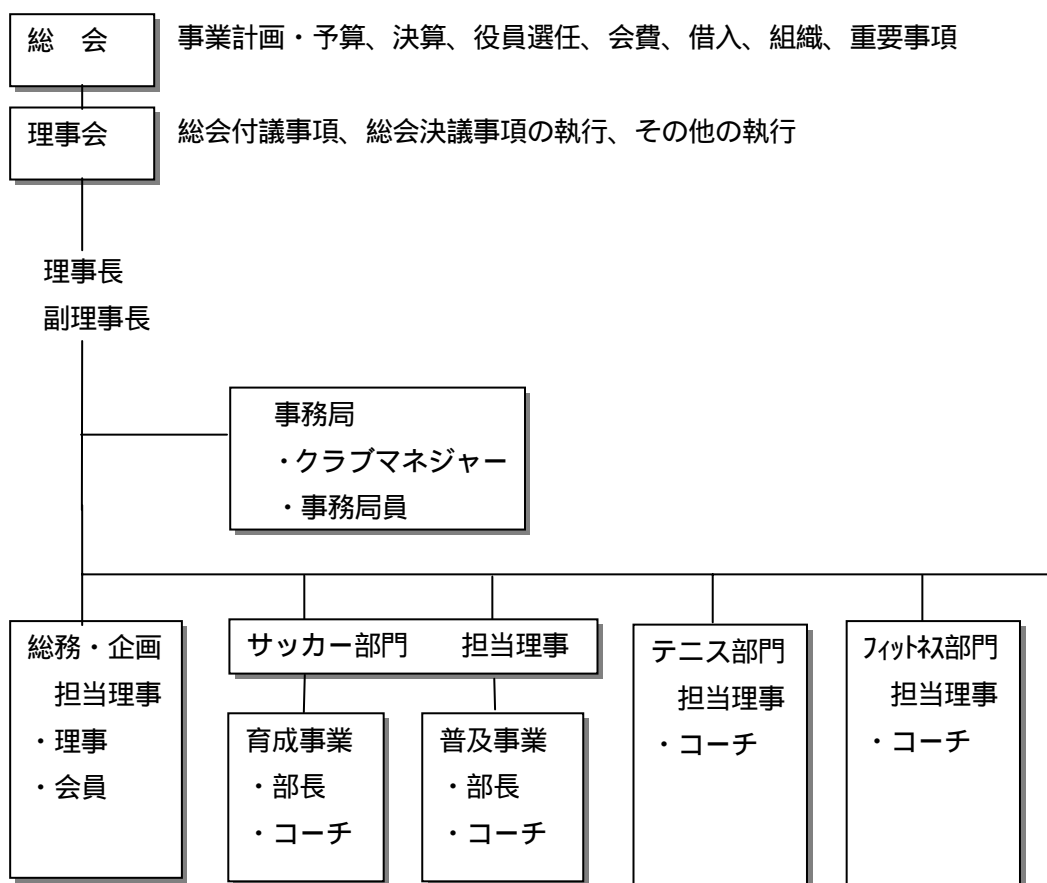 総　会
事業計画・予算、決算、役員選任、会費、借入、組織、重要事項
理事会
総会付議事項、総会決議事項の執行、その他の執行
理事長
副理事長
事務局
・クラブマネジャー
・事務局員
総務・企画
担当理事
・理事
・会員
サッカー部門　担当理事
育成事業
・部長
・コーチ
普及事業
・部長
・コーチ
テニス部門
担当理事
・コーチ
ﾌｨｯﾄﾈｽ部門
担当理事
・コーチ